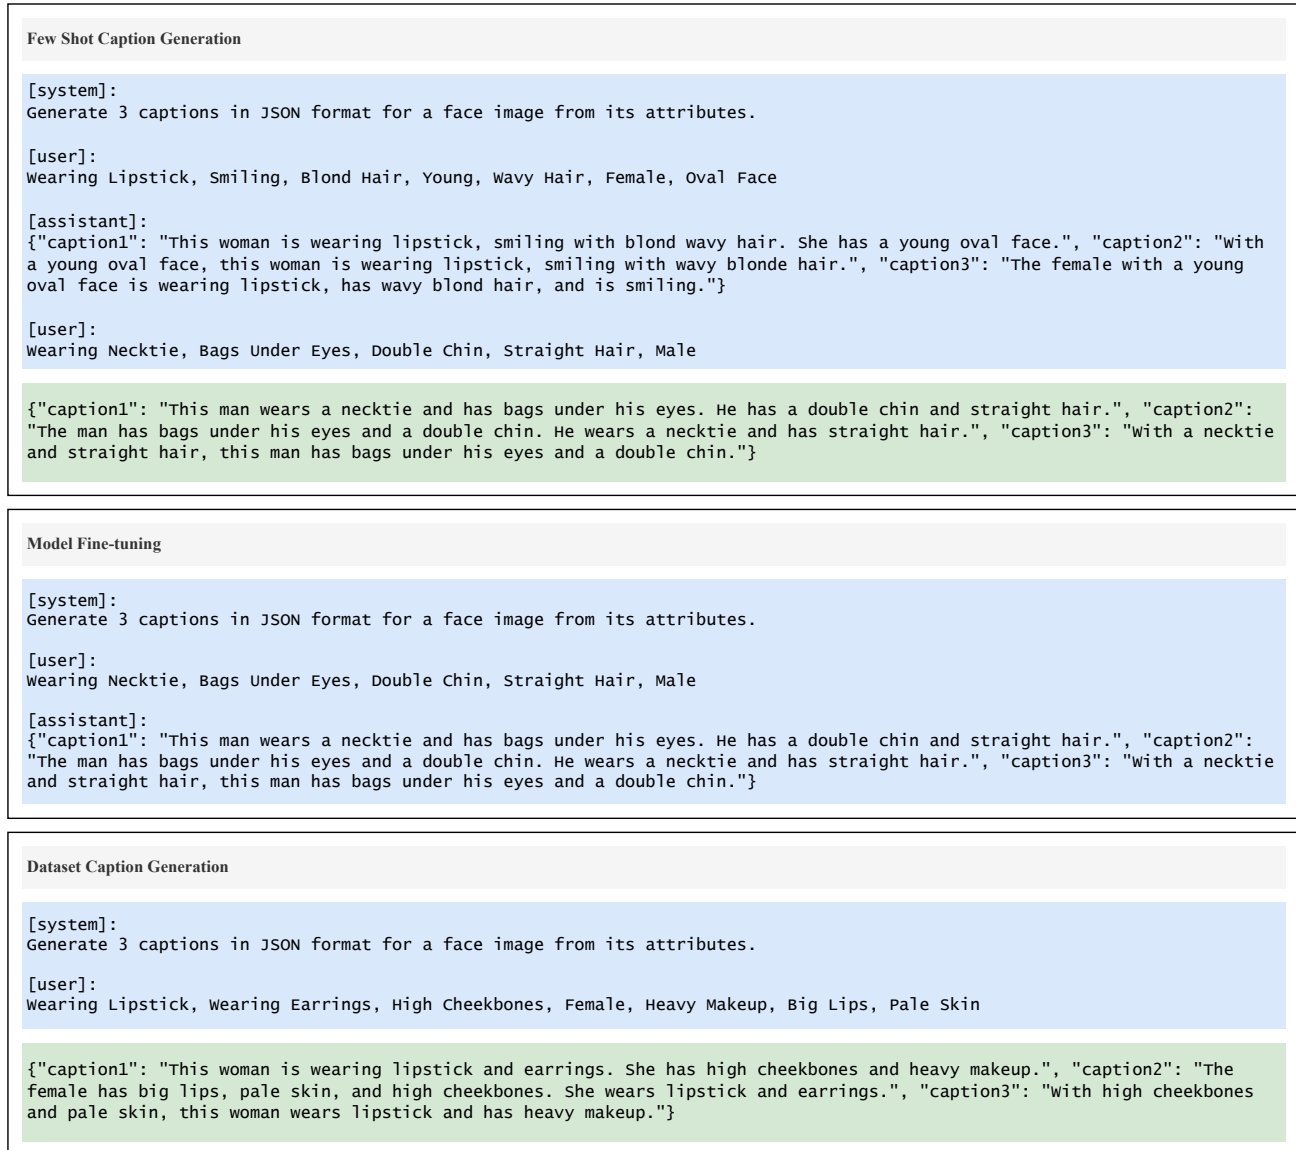 Few Shot Caption Generation
[system]:
Generate 3 captions in JSON format for a face image from its attributes.
[user]:
Wearing Lipstick, Smiling, Blond Hair, Young, Wavy Hair, Female, Oval Face
[assistant]:
{"caption1": "This woman is wearing lipstick, smiling with blond wavy hair. She has a young oval face.", "caption2": "With
a young oval face, this woman is wearing lipstick, smiling with wavy blonde hair.", "caption3": "The female with a young
oval face is wearing lipstick, has wavy blond hair, and is smiling."}
[user]:
Wearing Necktie, Bags Under Eyes, Double Chin, Straight Hair, Male
{"caption1": "This man wears a necktie and has bags under his eyes. He has a double chin and straight hair.", "caption2":
"The man has bags under his eyes and a double chin. He wears a necktie and has straight hair.", "caption3": "With a necktie
and straight hair, this man has bags under his eyes and a double chin."}
Model Fine-tuning
[system]:
Generate 3 captions in JSON format for a face image from its attributes.
[user]:
Wearing Necktie, Bags Under Eyes, Double Chin, Straight Hair, Male
[assistant]:
{"caption1": "This man wears a necktie and has bags under his eyes. He has a double chin and straight hair.", "caption2":
"The man has bags under his eyes and a double chin. He wears a necktie and has straight hair.", "caption3": "With a necktie
and straight hair, this man has bags under his eyes and a double chin."}
Dataset Caption Generation
[system]:
Generate 3 captions in JSON format for a face image from its attributes.
[user]:
Wearing Lipstick, Wearing Earrings, High Cheekbones, Female, Heavy Makeup, Big Lips, Pale Skin
{"caption1": "This woman is wearing lipstick and earrings. She has high cheekbones and heavy makeup.", "caption2": "The
female has big lips, pale skin, and high cheekbones. She wears lipstick and earrings.", "caption3": "With high cheekbones
and pale skin, this woman wears lipstick and has heavy makeup."}